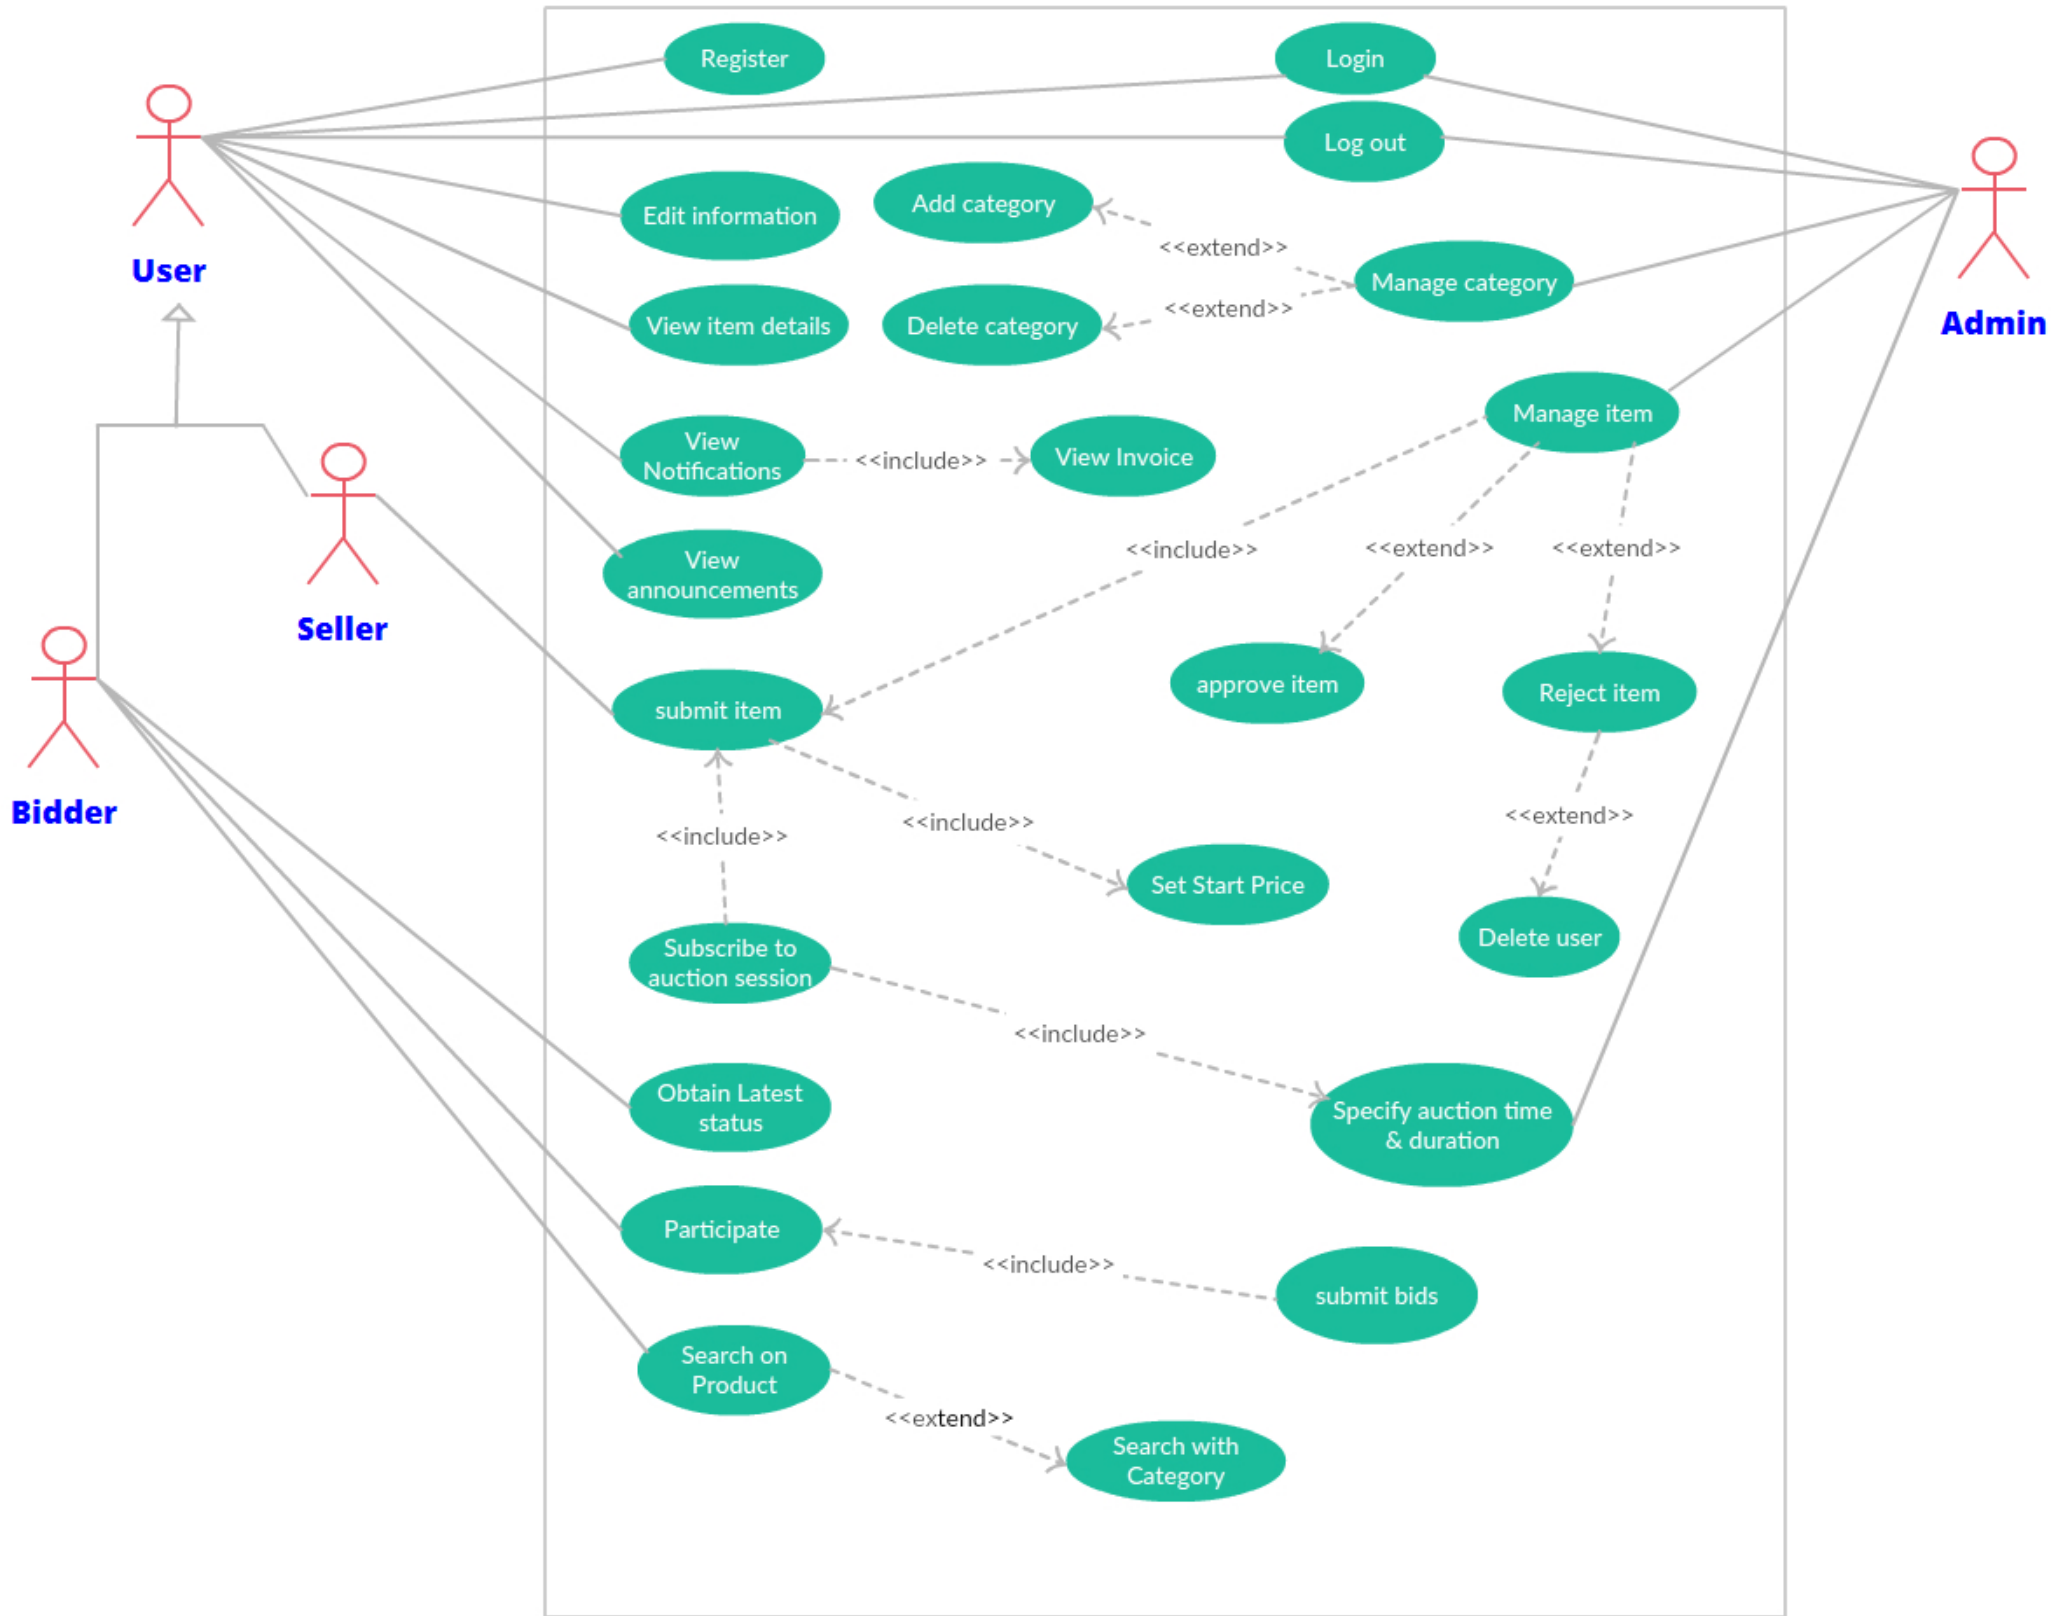 Register
Login
Log out
User
Edit information
Add category
<<extend>>
Manage category
Admin
<<extend>>
View item details
Delete category
Manage item
View
Notifications
<<include>>
View Invoice
<<include>>
<<extend>>
<<extend>>
View
announcements
Seller
submit item
approve item
Reject item
Bidder
<<include>>
<<include>>
<<extend>>
Set Start Price
Delete user
Subscribe to
auction session
<<include>>
Obtain Latest
status
Specify auction time
& duration
Participate
<<include>>
submit bids
Search on
Product
<<extend>>
Search with
Category